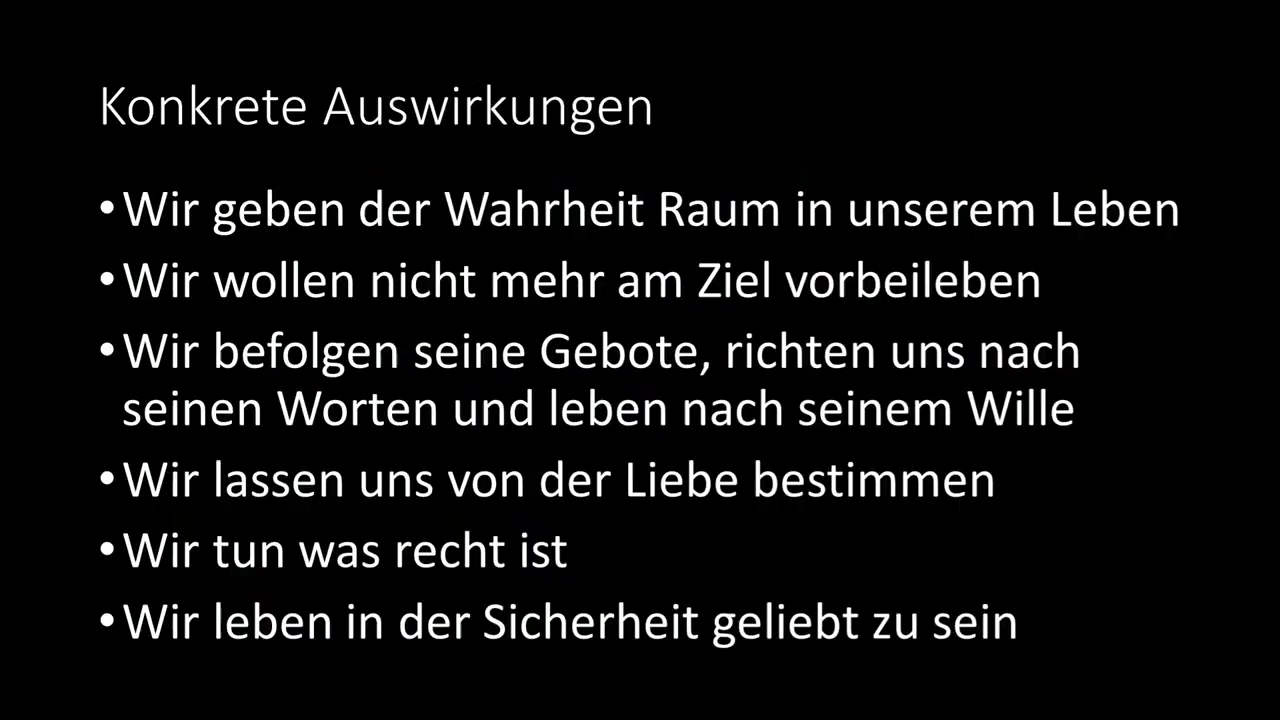 Konkrete Auswirkungen
•Wir geben der Wahrheit Raum in unserem Leben
•Wir wollen nicht mehr am Ziel vorbeileben
•Wir befolgen seine Gebote, richten uns nach
seinen Worten und leben nach seinem Wille
•Wir lassen uns von der Liebe bestimmen
•Wir tun was recht ist
•Wir leben in der Sicherheit geliebt zu sein